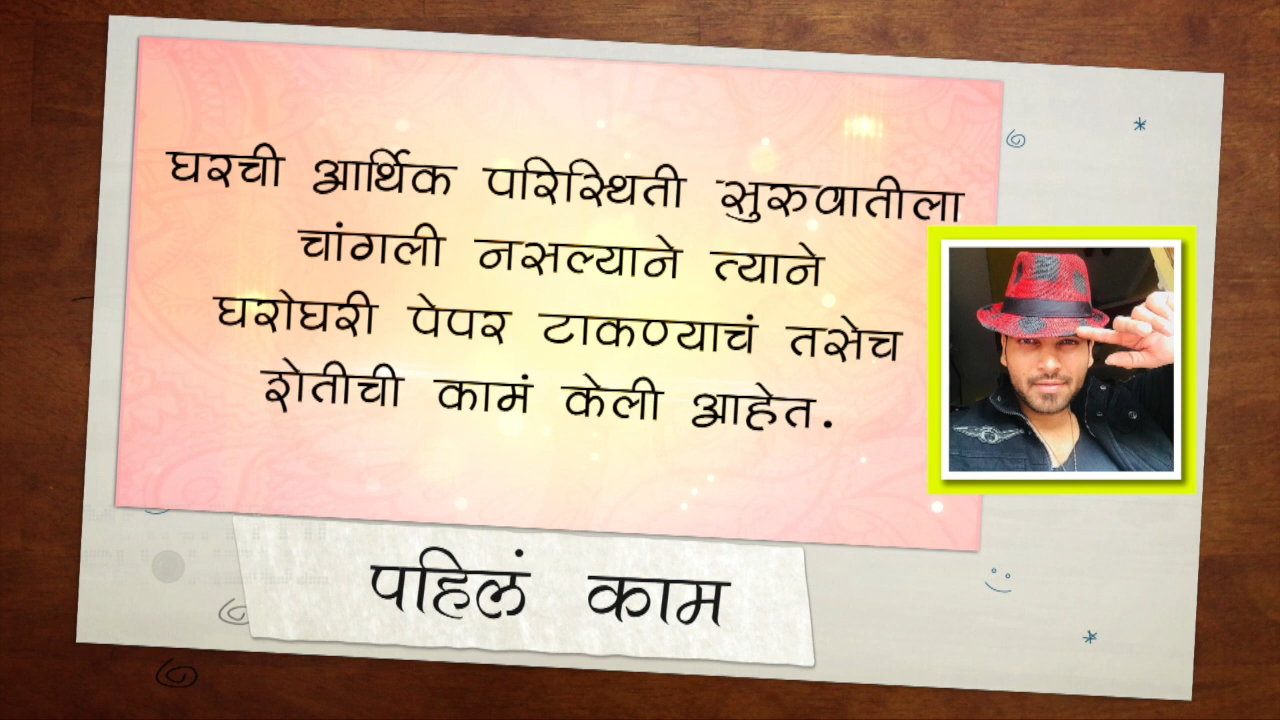 घरची आर्थिक परिस्थिती सुरुवातीला
चांगली नसल्याने त्याने
घरोघरी पेपर टाकण्याचं तसेच
शेतीची कामं केली आहेत.
पहिलं काम